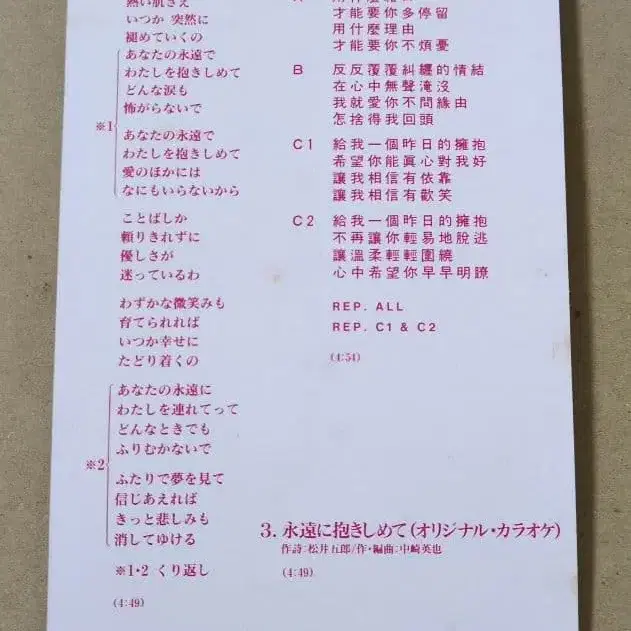 熱い肌さえ
いつか 突然に
褪めていくの
※1
あなたの永遠で
わたしを抱きしめて
どんな涙も
怖がらないで
あなたの永遠で
わたしを抱きしめて
愛のほかには
なにもいらないから
ことばしか
頼りきれずに
優しさが
迷っているわ
わずかな微笑みも
育てられれば
いつか幸せに
たどり着くの
※2
あなたの永遠に
わたしを連れてって
どんなときでも
ふりむかないで
ふたりで夢を見て
信じあえれば
きっと悲しみも
消してゆける
※1・2 くり返し
(4:49)
才能要你多停留
用什麼理由
才能要你不煩憂
B 反反覆覆糾纏的情結
在心中無聲淹沒
我就愛你不問緣由
怎捨得我回頭
C1 給我一個昨日的擁抱
希望你能眞心對我好
讓我相信有依靠
讓我相信有歡笑
C2 給我一個昨日的擁抱
不再讓你輕易地脫逃
讓溫柔輕輕圍繞
心中希望你早早明瞭
REP. ALL
REP. C1 & C2
(4:54)
3. 永遠に抱きしめて(オリジナル・カラオケ)
作詩:松井五郎/作・編曲:中崎英也
(4:49)